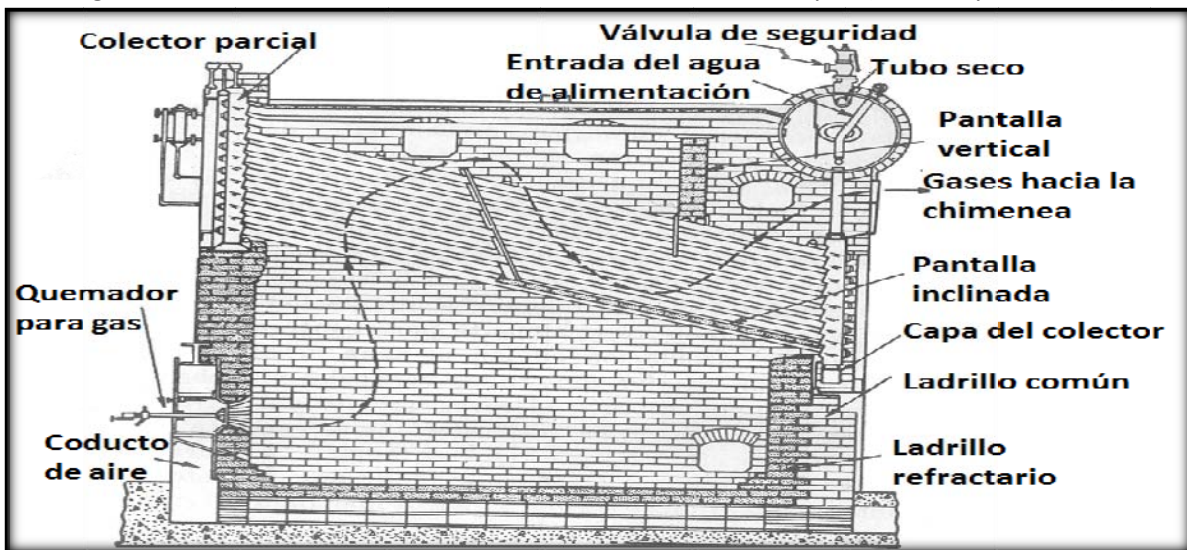 Colector parcial
Válvula de seguridad
Entrada del agua
de alimentación
Tubo seco
Pantalla
vertical
Gases hacia la
chimenea
Quemador
para gas
Pantalla
inclinada
Capa del colector
Ladrillo común
Coducto
de aire
Ladrillo
refractario